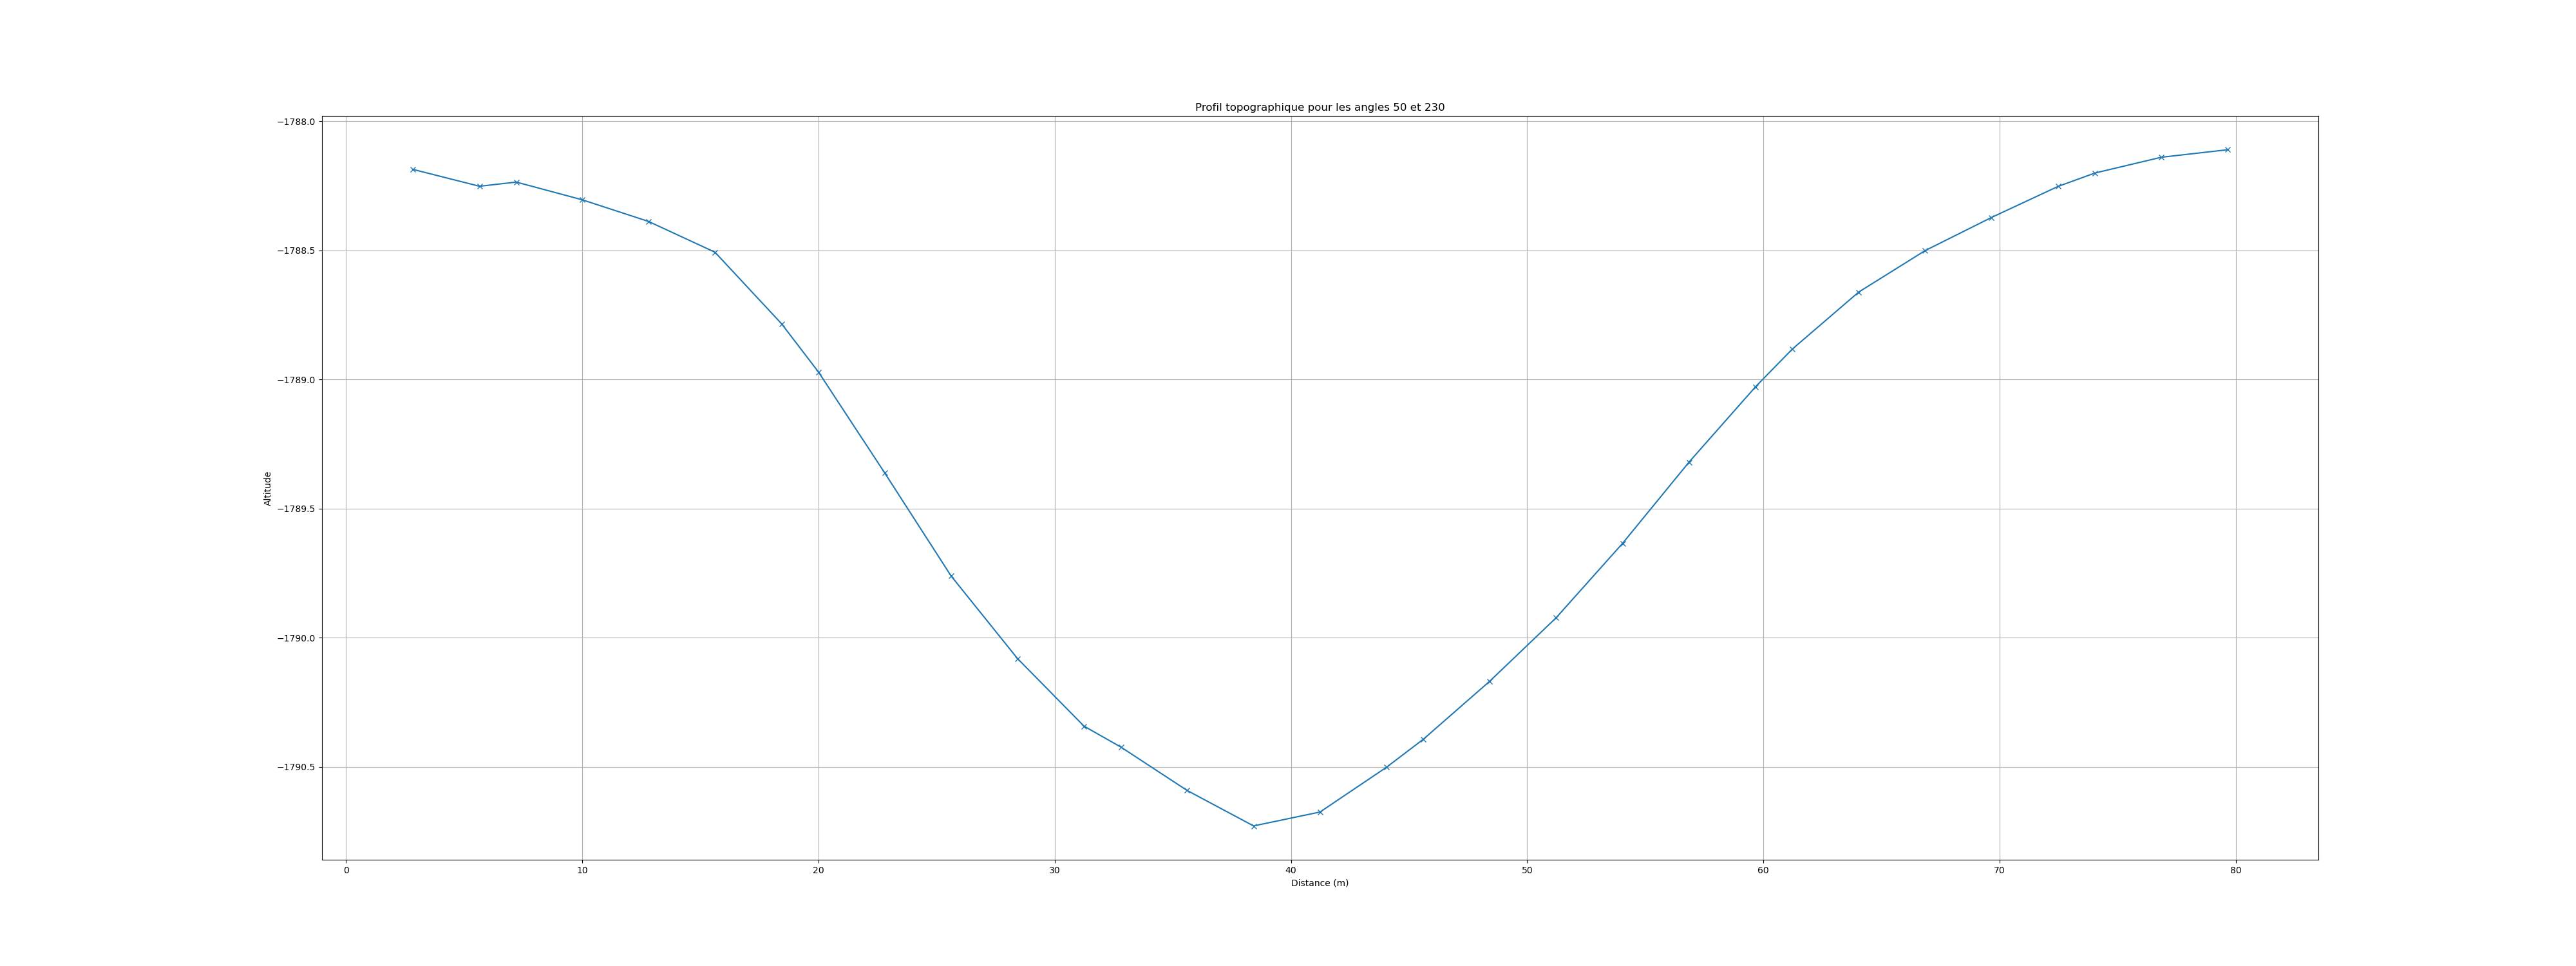 Profil topographique pour les angles 50 et 230
−1788.0
−1788.5
−1789.0
−1789.5
−1790.0
−1790.5
Altitude
0 10 20 30 40 50 60 70 80
Distance (m)